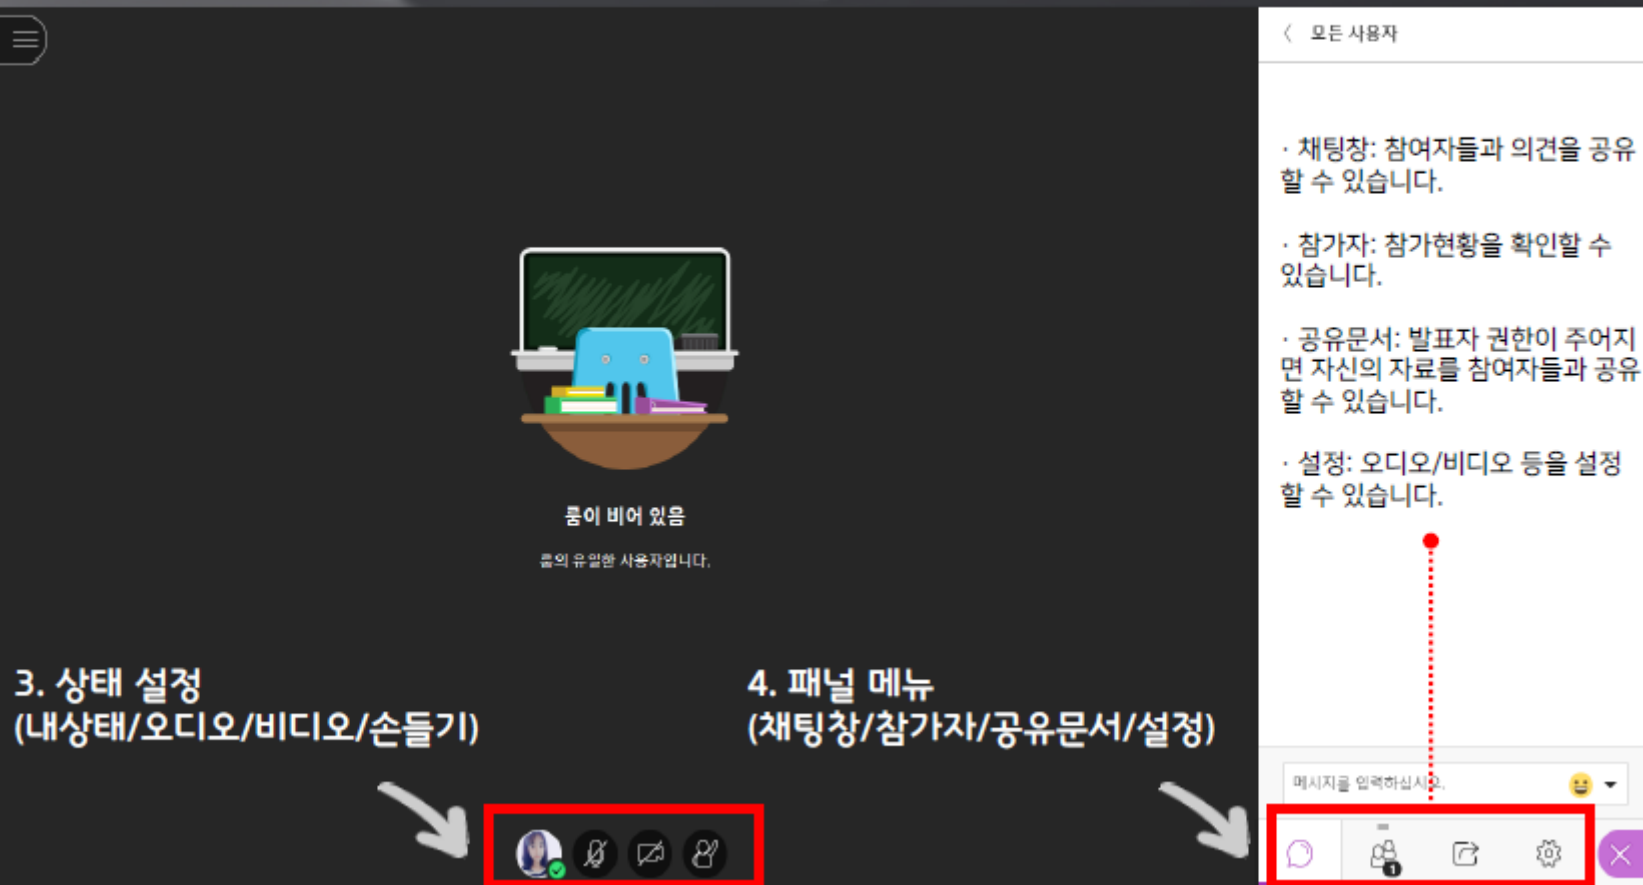 모든 사용자
· 채팅창: 참여자들과 의견을 공유
할 수 있습니다.
· 참가자: 참가현황을 확인할 수
있습니다.
· 공유문서: 발표자 권한이 주어지
면 자신의 자료를 참여자들과 공유
할 수 있습니다.
· 설정: 오디오/비디오 등을 설정
할 수 있습니다.
룸이 비어 있음
룸의 유일한 사용자입니다.
3. 상태 설정
(내상태/오디오/비디오/손들기)
4. 패널 메뉴
(채팅창/참가자/공유문서/설정)
메시지를 입력하십시오.
1